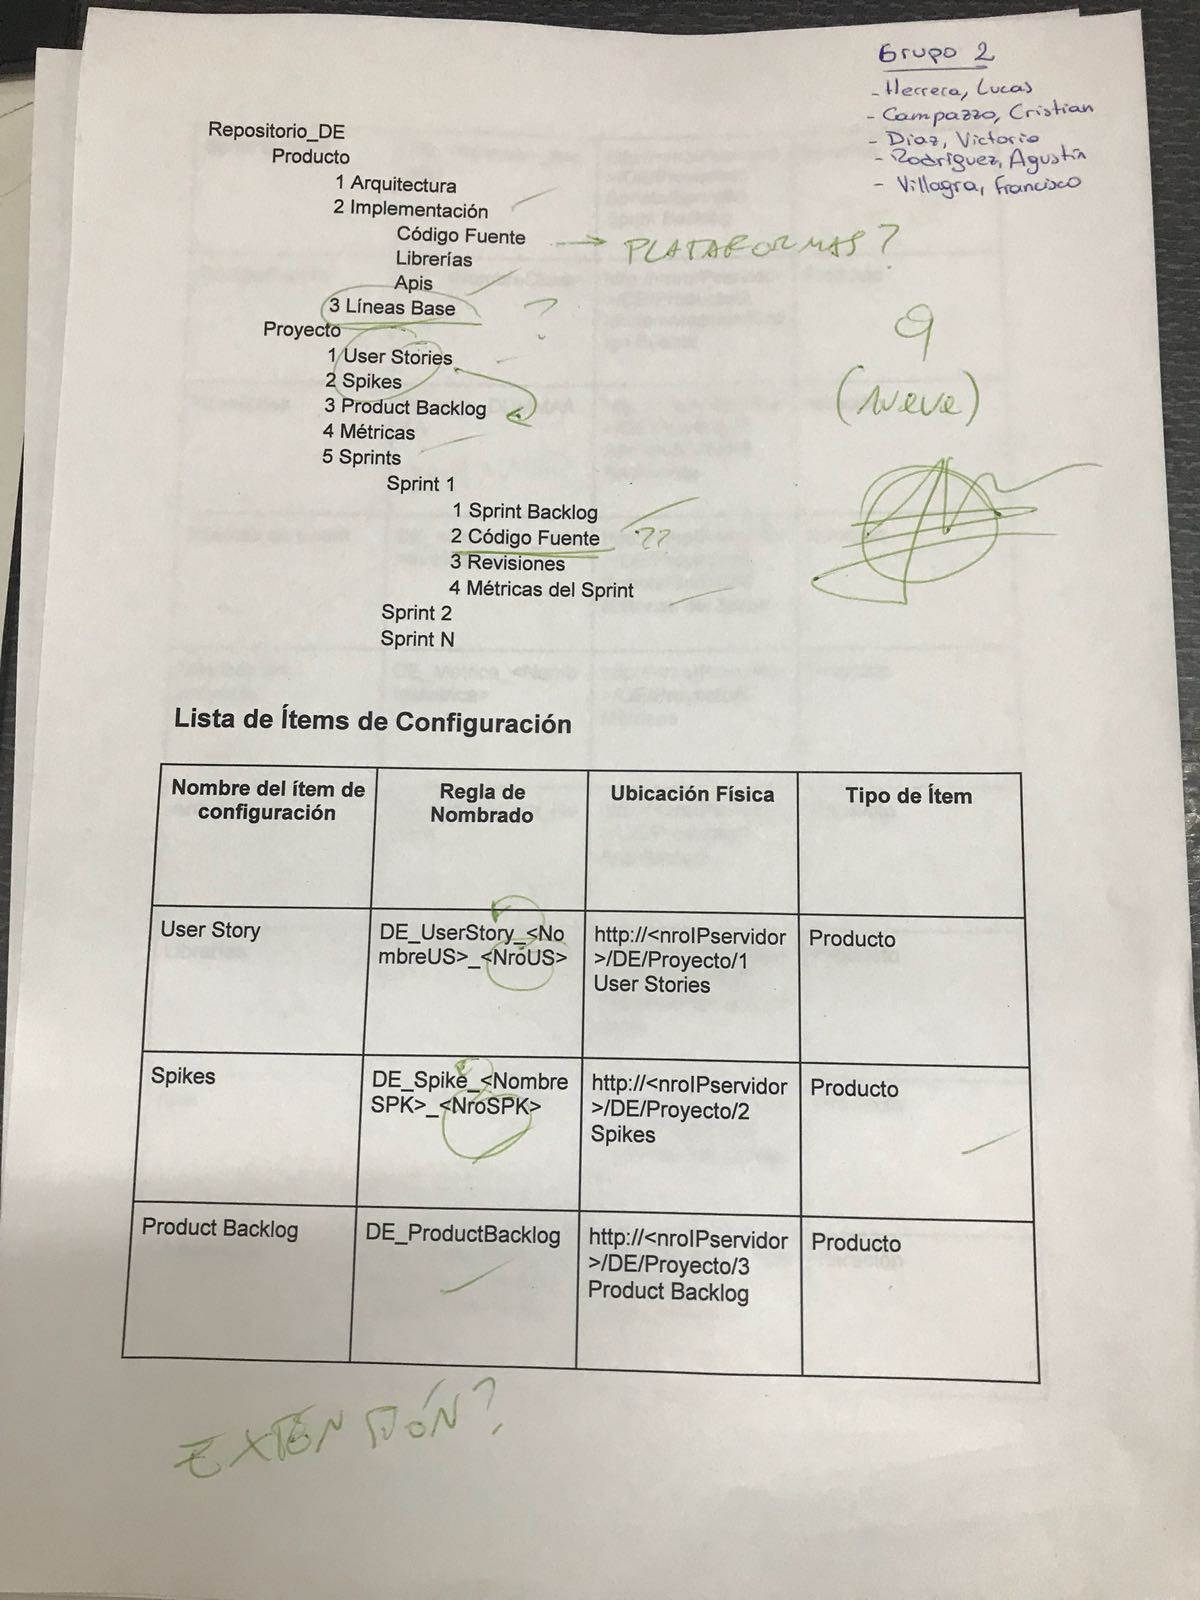 Grupo 2
- Herrera, Lucas
- Campazzo, Cristian
- Diaz, Victorio
- Rodriguez, Agustín
- Villagra, Francisco
Repositorio_DE
Producto
1 Arquitectura
2 Implementación
Código Fuente → PLATAFORMAS?
Librerías
Apis
3 Líneas Base ?
Proyecto
1 User Stories
2 Spikes
3 Product Backlog
4 Métricas
5 Sprints
Sprint 1
1 Sprint Backlog
2 Código Fuente ??
3 Revisiones
4 Métricas del Sprint
Sprint 2
Sprint N
9
(nueve)
Lista de Ítems de Configuración
Nombre del ítem de
configuración
Regla de
Nombrado
Ubicación Física
Tipo de Ítem
User Story
DE_UserStory_<No
mbreUS>_<NroUS>
http://<nroIPservidor
>/DE/Proyecto/1
User Stories
Producto
Spikes
DE_Spike_<Nombre
SPK>_<NroSPK>
http://<nroIPservidor
>/DE/Proyecto/2
Spikes
Producto
Product Backlog
DE_ProductBacklog
http://<nroIPservidor
>/DE/Proyecto/3
Product Backlog
Producto
EXTENSIÓN?